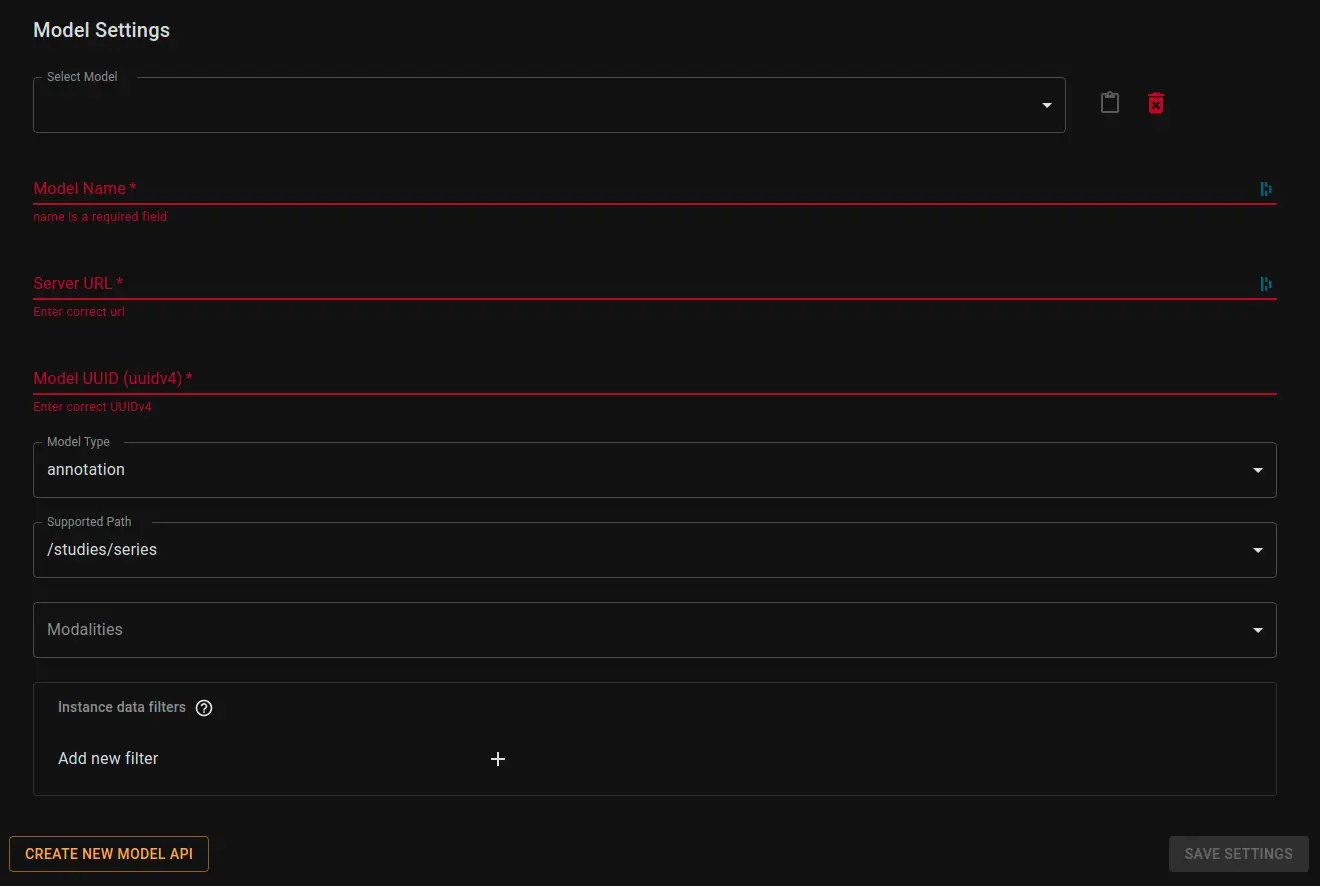 Model Settings
Select Model
Model Name *
name is a required field
Server URL *
Enter correct url
Model UUID (uuidv4) *
Enter correct UUIDv4
Model Type
annotation
Supported Path
/studies/series
Modalities
Instance data filters
Add new filter
CREATE NEW MODEL API
SAVE SETTINGS